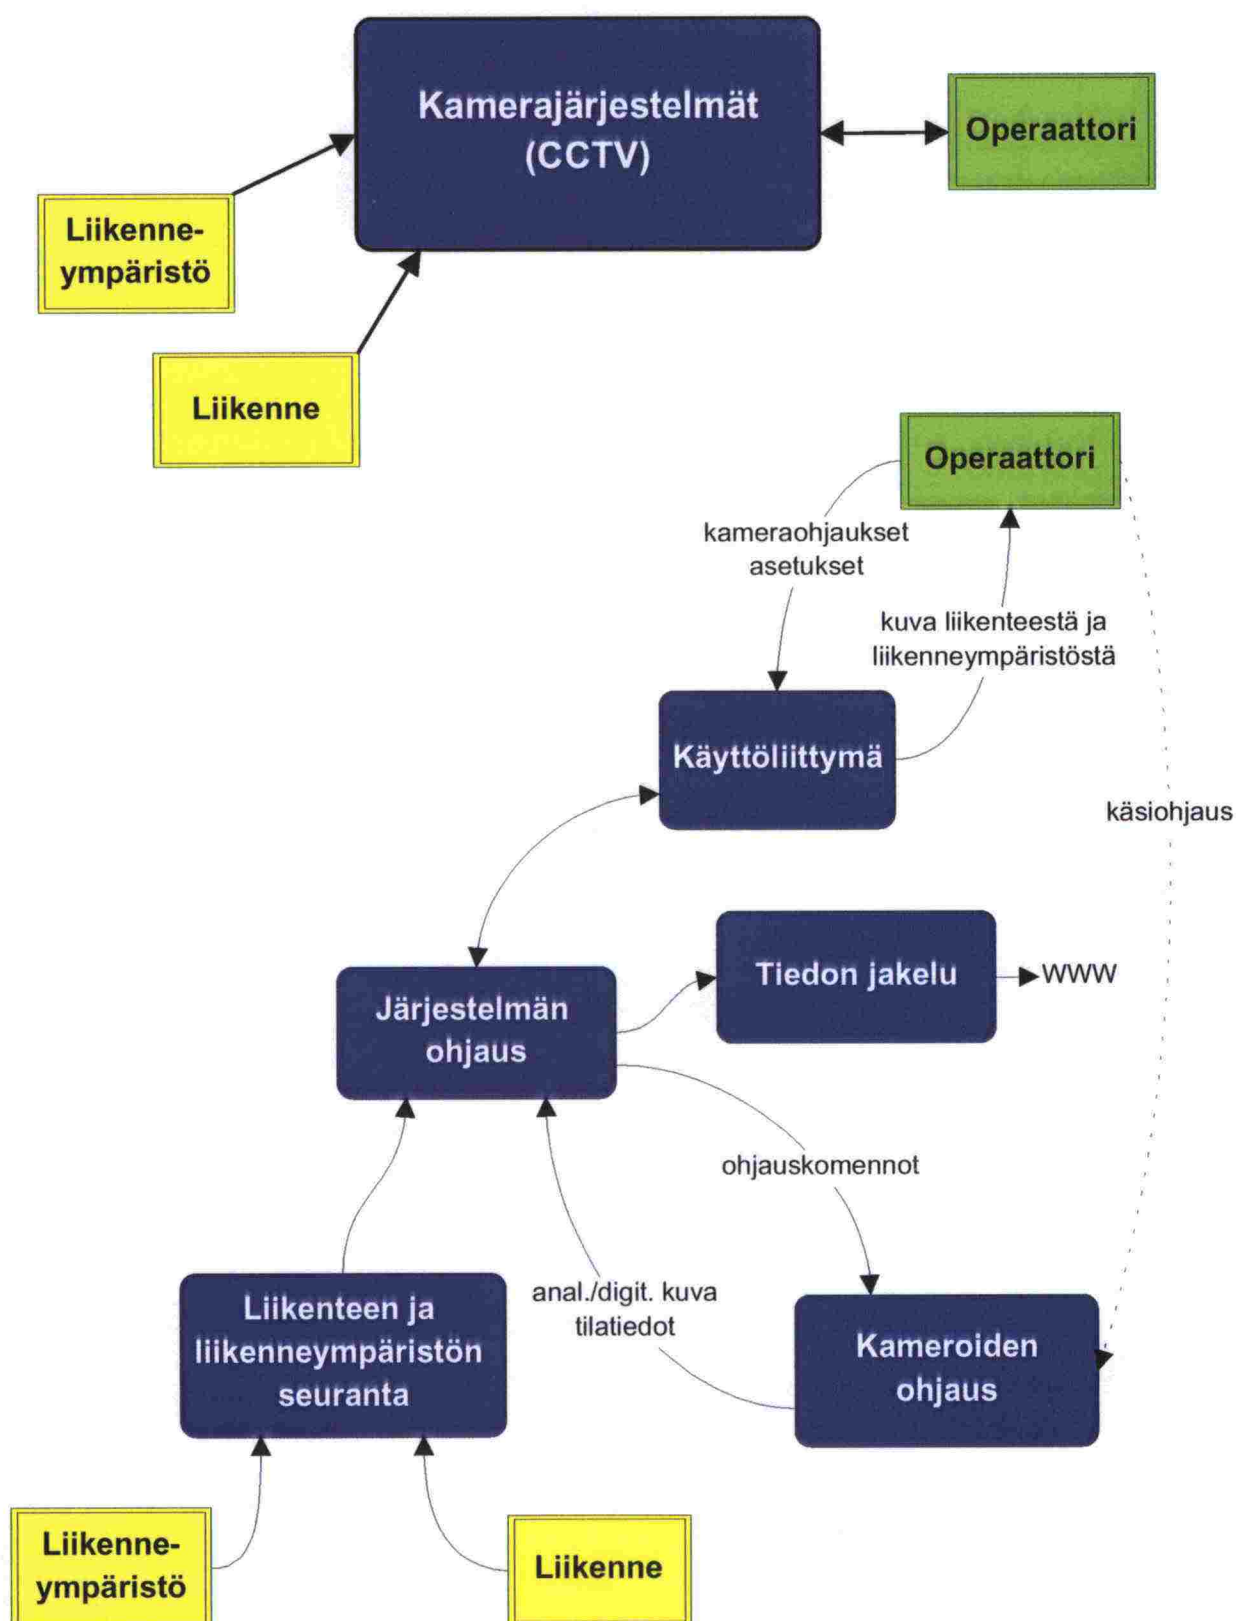 Kamerajärjestelmät
(CCTV)
Operaattori
Liikenne-
ympäristö
Liikenne
Operaattori
kameraohjaukset
asetukset
kuva liikenteestä ja
liikenneympäristöstä
Käyttöliittymä
käsiohjaus
Tiedon jakelu
WWW
Järjestelmän
ohjaus
ohjauskomennot
anal./digit. kuva
tilatiedot
Liikenteen ja
liikenneympäristön
seuranta
Kameroiden
ohjaus
Liikenne-
ympäristö
Liikenne